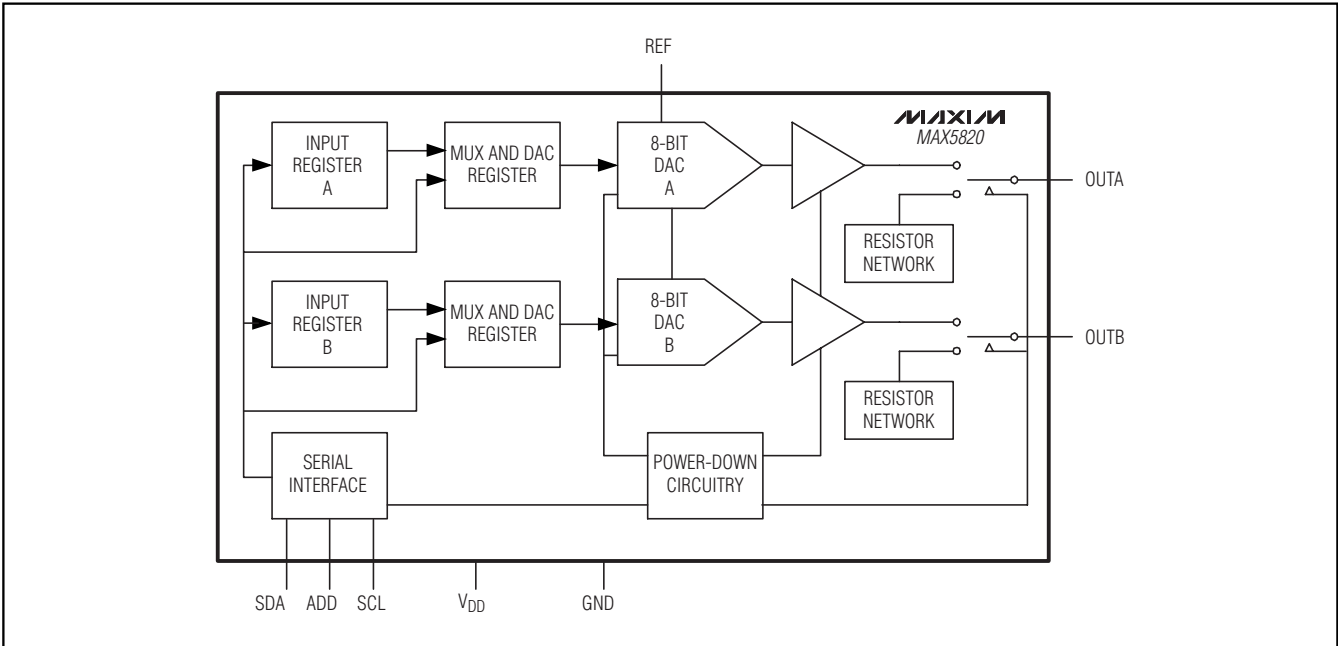 REF
MAXIM
MAX5820
INPUT
REGISTER
A
MUX AND DAC
REGISTER
8-BIT
DAC
A
OUTA
RESISTOR
NETWORK
INPUT
REGISTER
B
MUX AND DAC
REGISTER
8-BIT
DAC
B
OUTB
RESISTOR
NETWORK
SERIAL
INTERFACE
POWER-DOWN
CIRCUITRY
SDA ADD SCL VDD GND